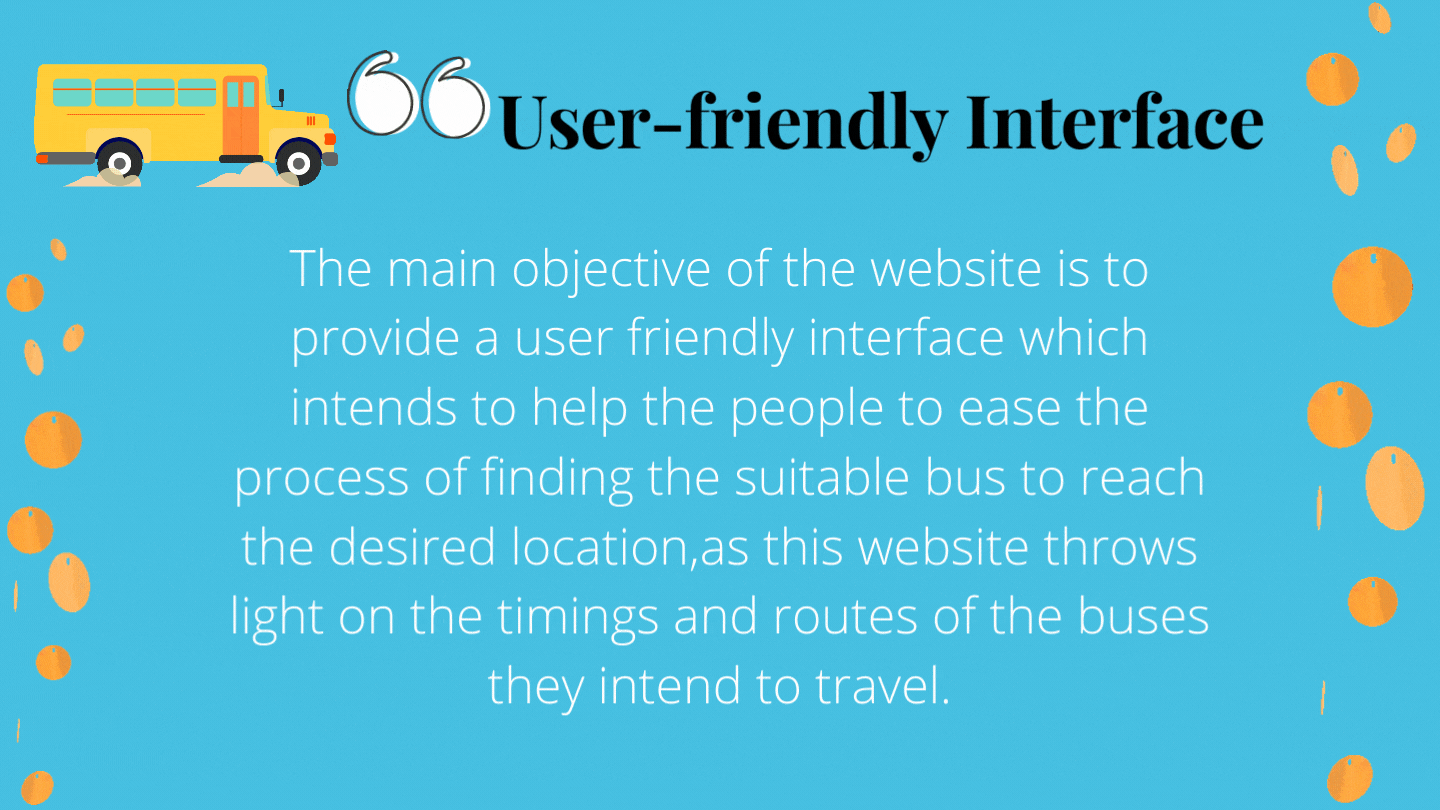 “User-friendly Interface
The main objective of the website is to
provide a user friendly interface which
intends to help the people to ease the
process of finding the suitable bus to reach
the desired location,as this website throws
light on the timings and routes of the buses
they intend to travel.